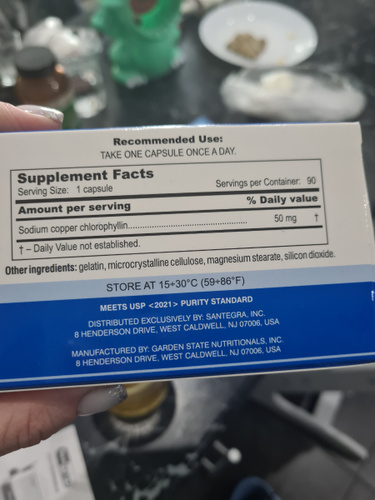 Recommended Use:
TAKE ONE CAPSULE ONCE A DAY.
Supplement Facts
Serving Size: 1 capsule Servings per Container: 90
Amount per serving % Daily value
Sodium copper chlorophyllin............................................ 50 mg †
† – Daily Value not established.
Other ingredients: gelatin, microcrystalline cellulose, magnesium stearate, silicon dioxide.
STORE AT 15÷30°C (59÷86°F)
MEETS USP <2021> PURITY STANDARD
DISTRIBUTED EXCLUSIVELY BY: SANTEGRA, INC.
8 HENDERSON DRIVE, WEST CALDWELL, NJ 07006, USA
MANUFACTURED BY: GARDEN STATE NUTRITIONALS, INC.
8 HENDERSON DRIVE, WEST CALDWELL, NJ 07006, USA